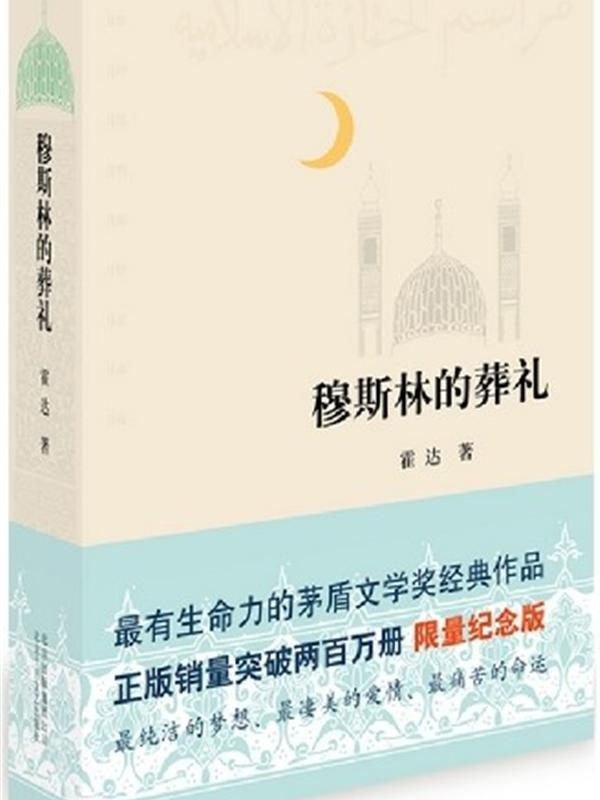 مراسم الجنازة الاسلامية
穆斯林的葬礼
霍达 著
穆斯林的葬礼
霍达 著
最有生命力的茅盾文学奖经典作品
正版销量突破两百万册 限量纪念版
最纯洁的梦想、最凄美的爱情、最痛苦的命运